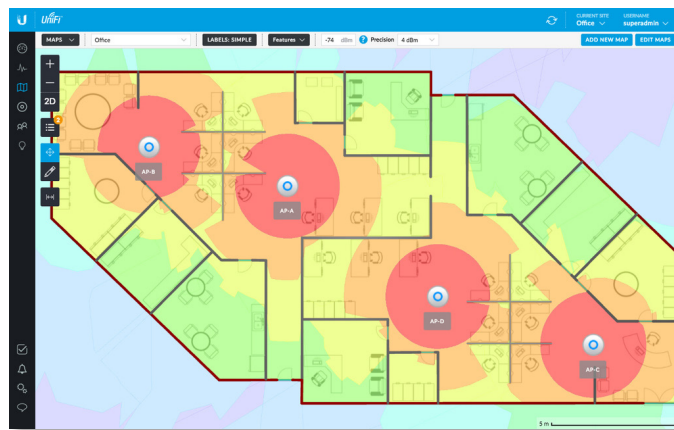 UniFi
CURRENT SITE
Office
USERNAME
superadmin
MAPS
Office
LABELS: SIMPLE
Features
-74 dBm
?
Precision
4 dBm
ADD NEW MAP
EDIT MAPS
+
−
2D
2
AP-B
AP-A
AP-D
AP-C
5 m